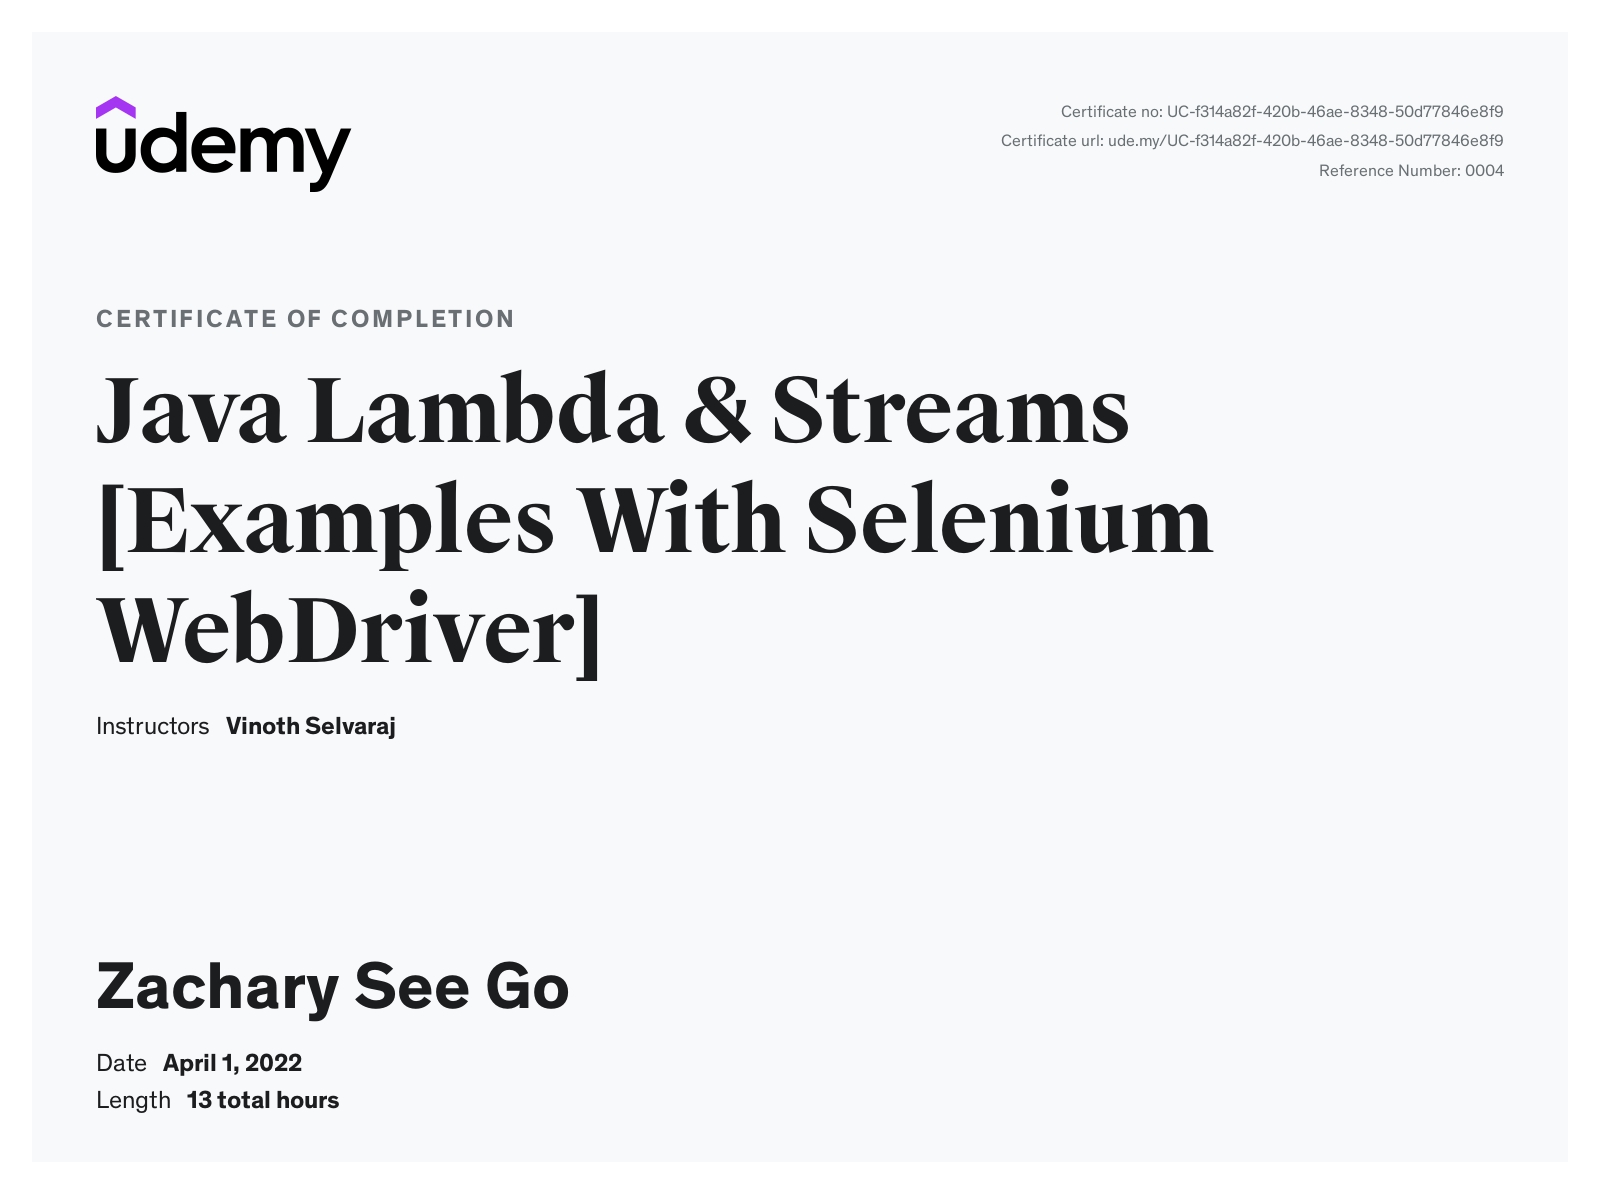 udemy
Certificate no: UC-f314a82f-420b-46ae-8348-50d77846e8f9
Certificate url: ude.my/UC-f314a82f-420b-46ae-8348-50d77846e8f9
Reference Number: 0004
CERTIFICATE OF COMPLETION
Java Lambda & Streams
[Examples With Selenium
WebDriver]
Instructors Vinoth Selvaraj
Zachary See Go
Date April 1, 2022
Length 13 total hours